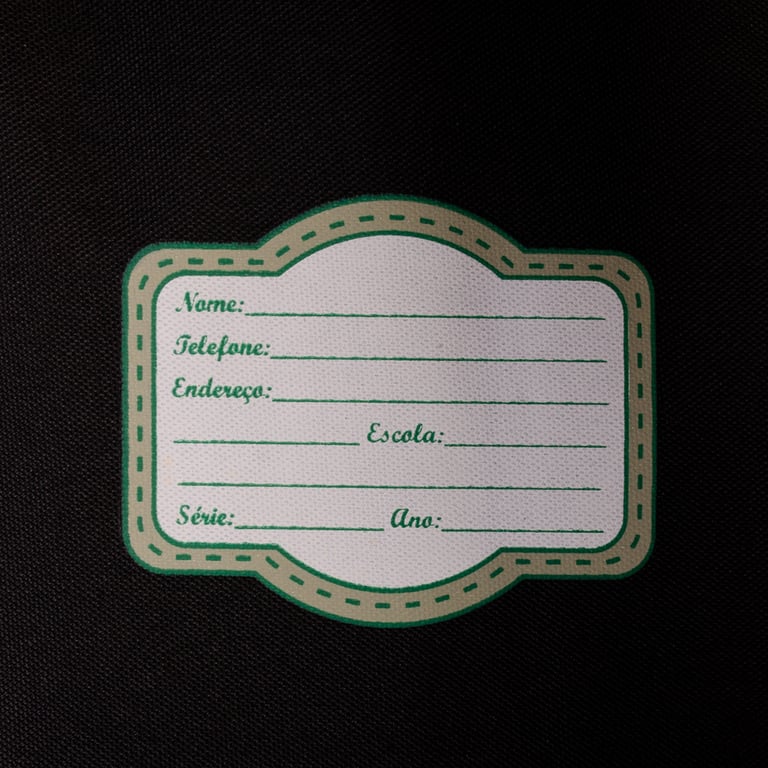 Nome:
Telefone:
Endereço:
Escola:
Série: Ano: